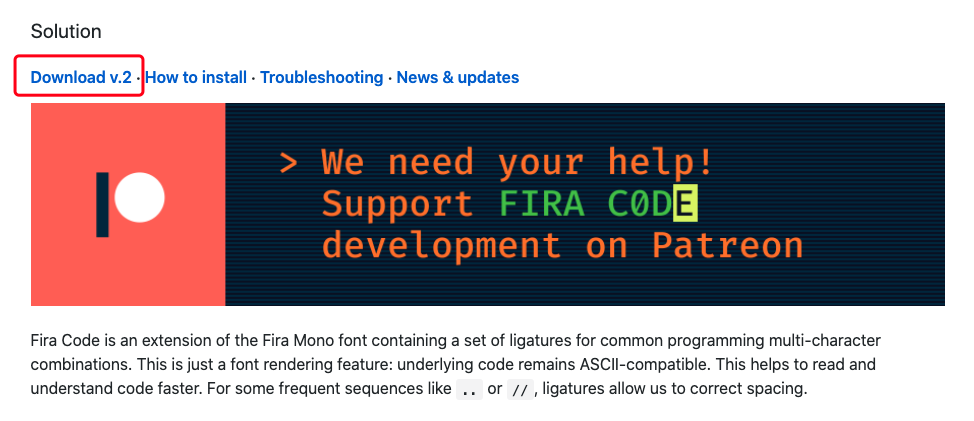 Solution
Download v.2 · How to install · Troubleshooting · News & updates
> We need your help!
Support FIRA C0DE
development on Patreon
Fira Code is an extension of the Fira Mono font containing a set of ligatures for common programming multi-character
combinations. This is just a font rendering feature: underlying code remains ASCII-compatible. This helps to read and
understand code faster. For some frequent sequences like .. or //, ligatures allow us to correct spacing.